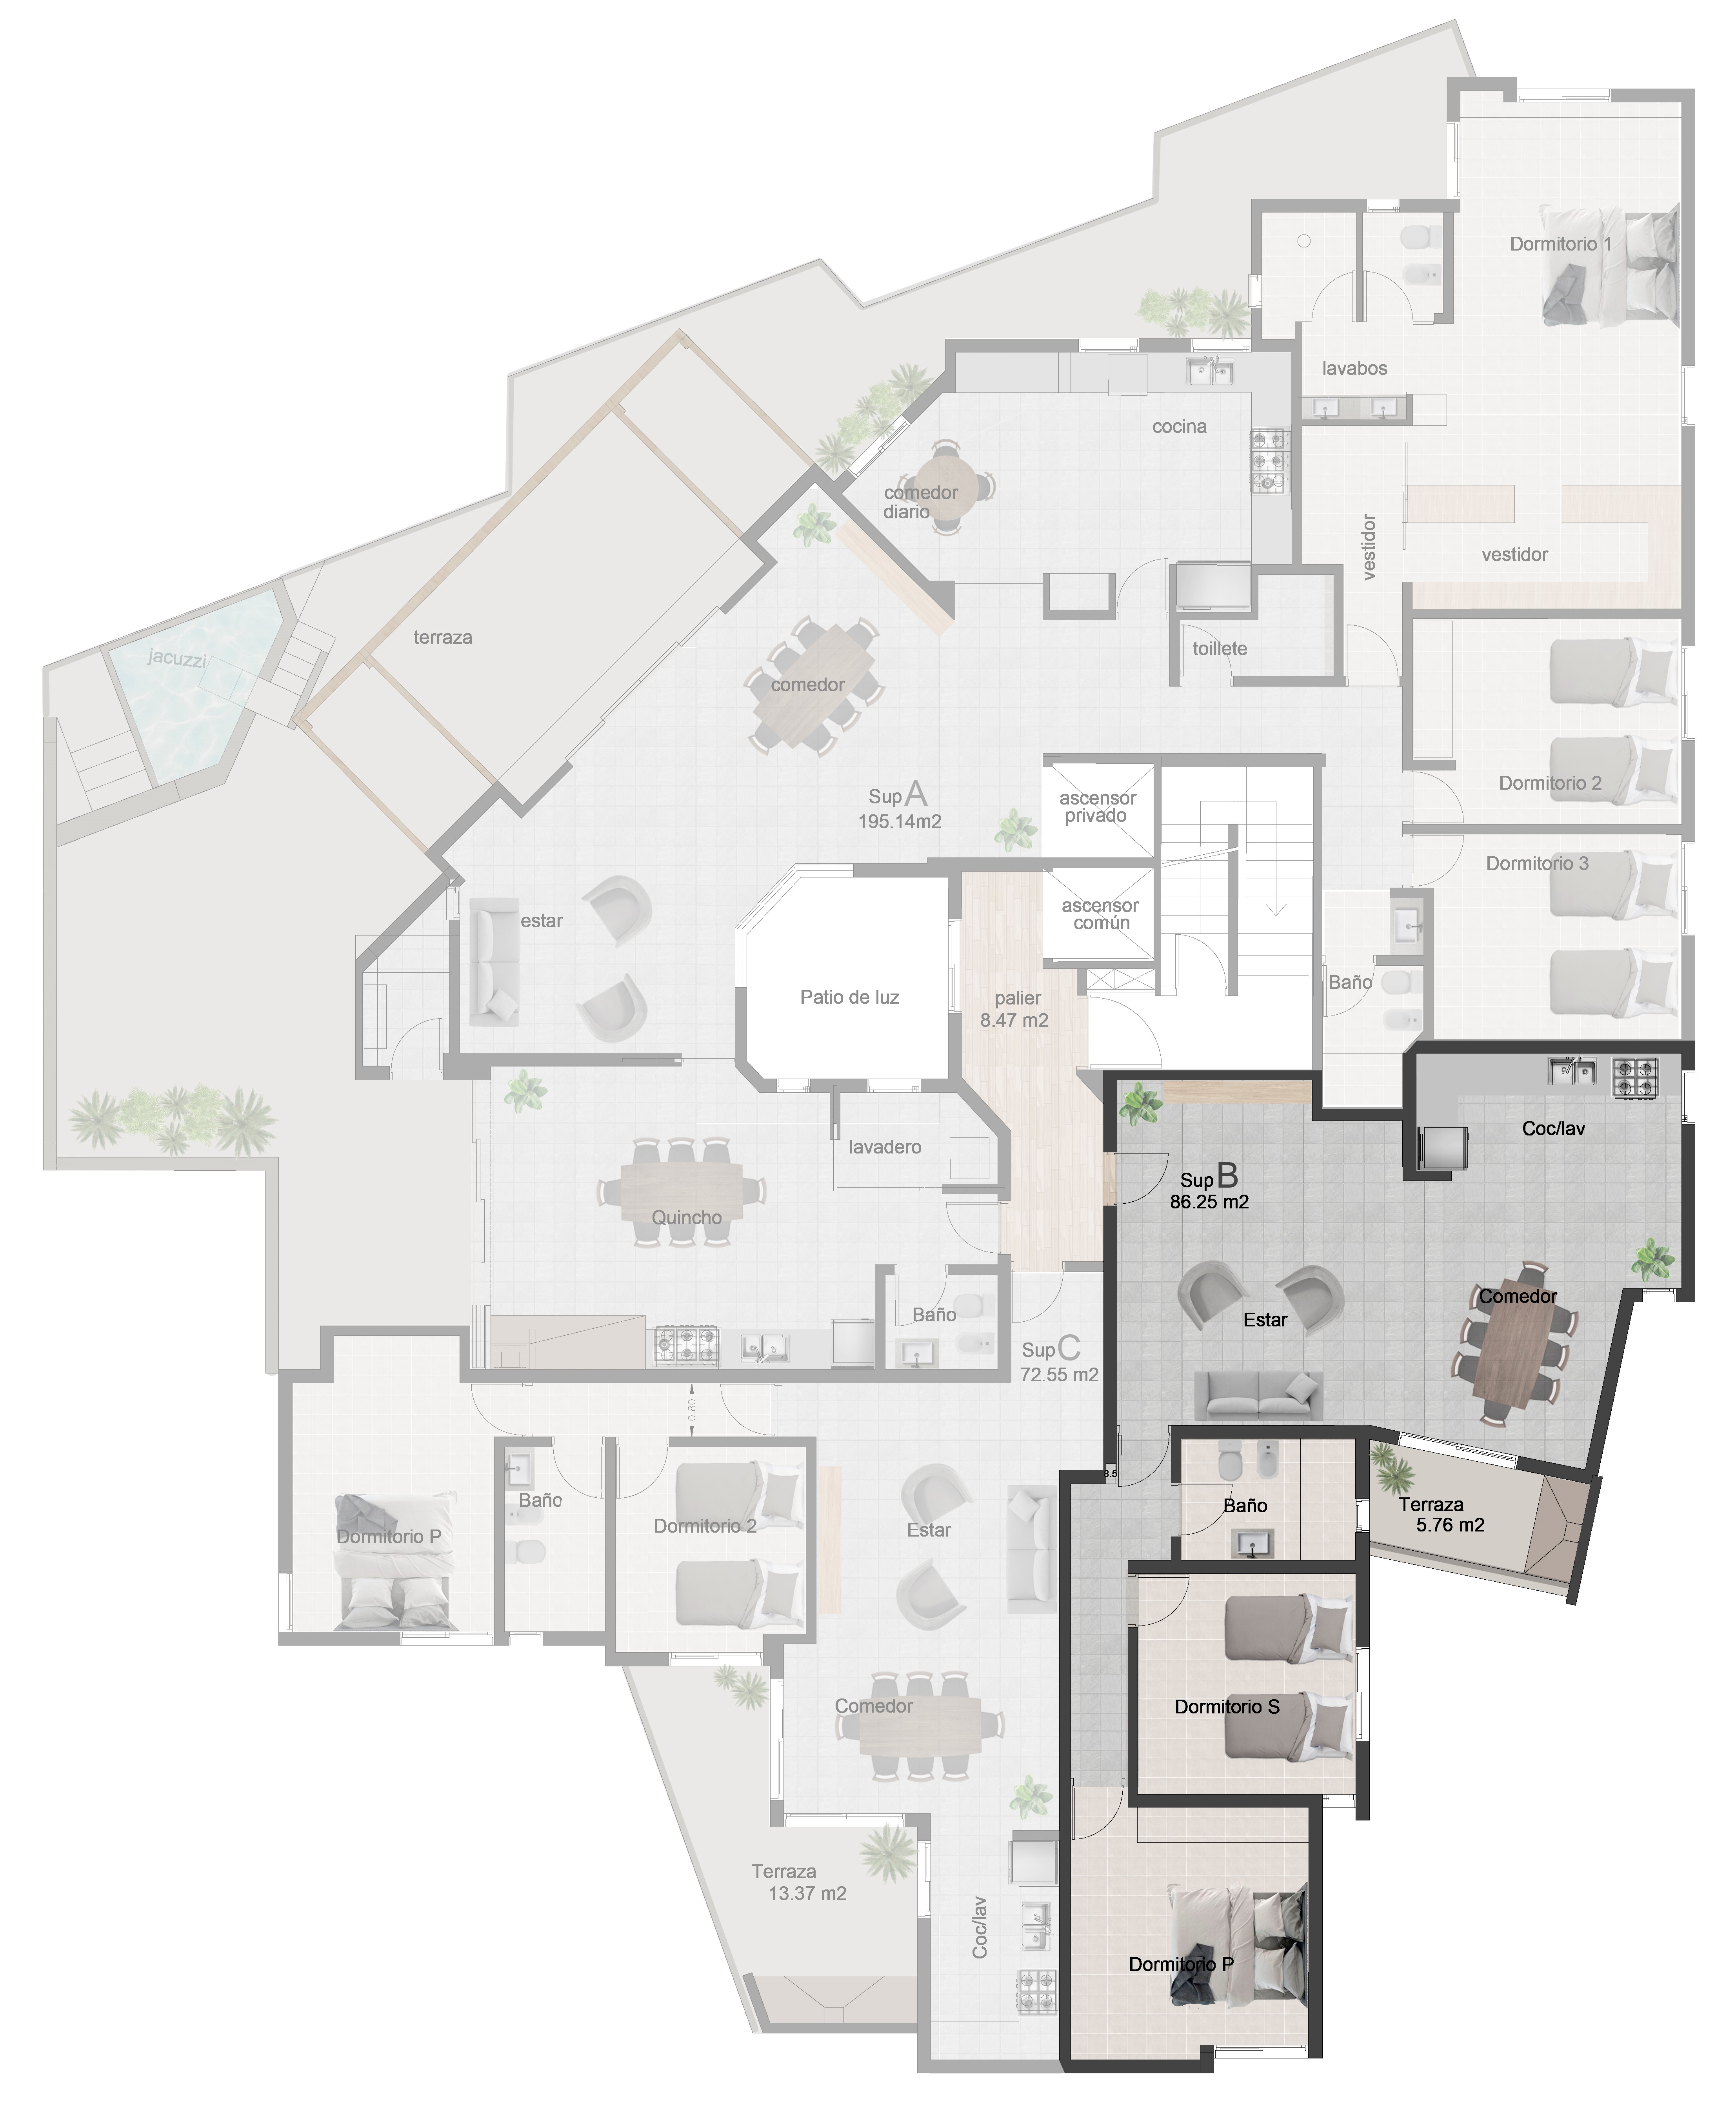 Dormitorio 1
lavabos
cocina
comedor
diario
vestidor
vestidor
terraza
jacuzzi
toillete
comedor
Dormitorio 2
Sup A
195.14m2
ascensor
privado
Dormitorio 3
estar
ascensor
común
Baño
Patio de luz
palier
8.47 m2
Coc/lav
lavadero
Sup B
86.25 m2
Quincho
Comedor
Baño
Estar
Sup C
72.55 m2
0.80
Baño
Dormitorio P
Dormitorio 2
Estar
Baño
Terraza
5.76 m2
Comedor
Dormitorio S
Terraza
13.37 m2
Coc/lav
Dormitorio P